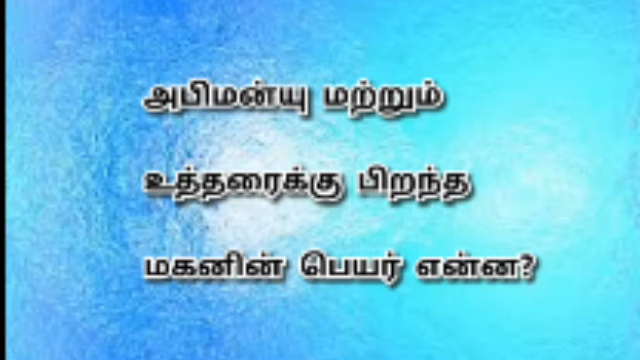 அபிமன்யு மற்றும்
உத்தரைக்கு பிறந்த
மகனின் பெயர் என்ன?